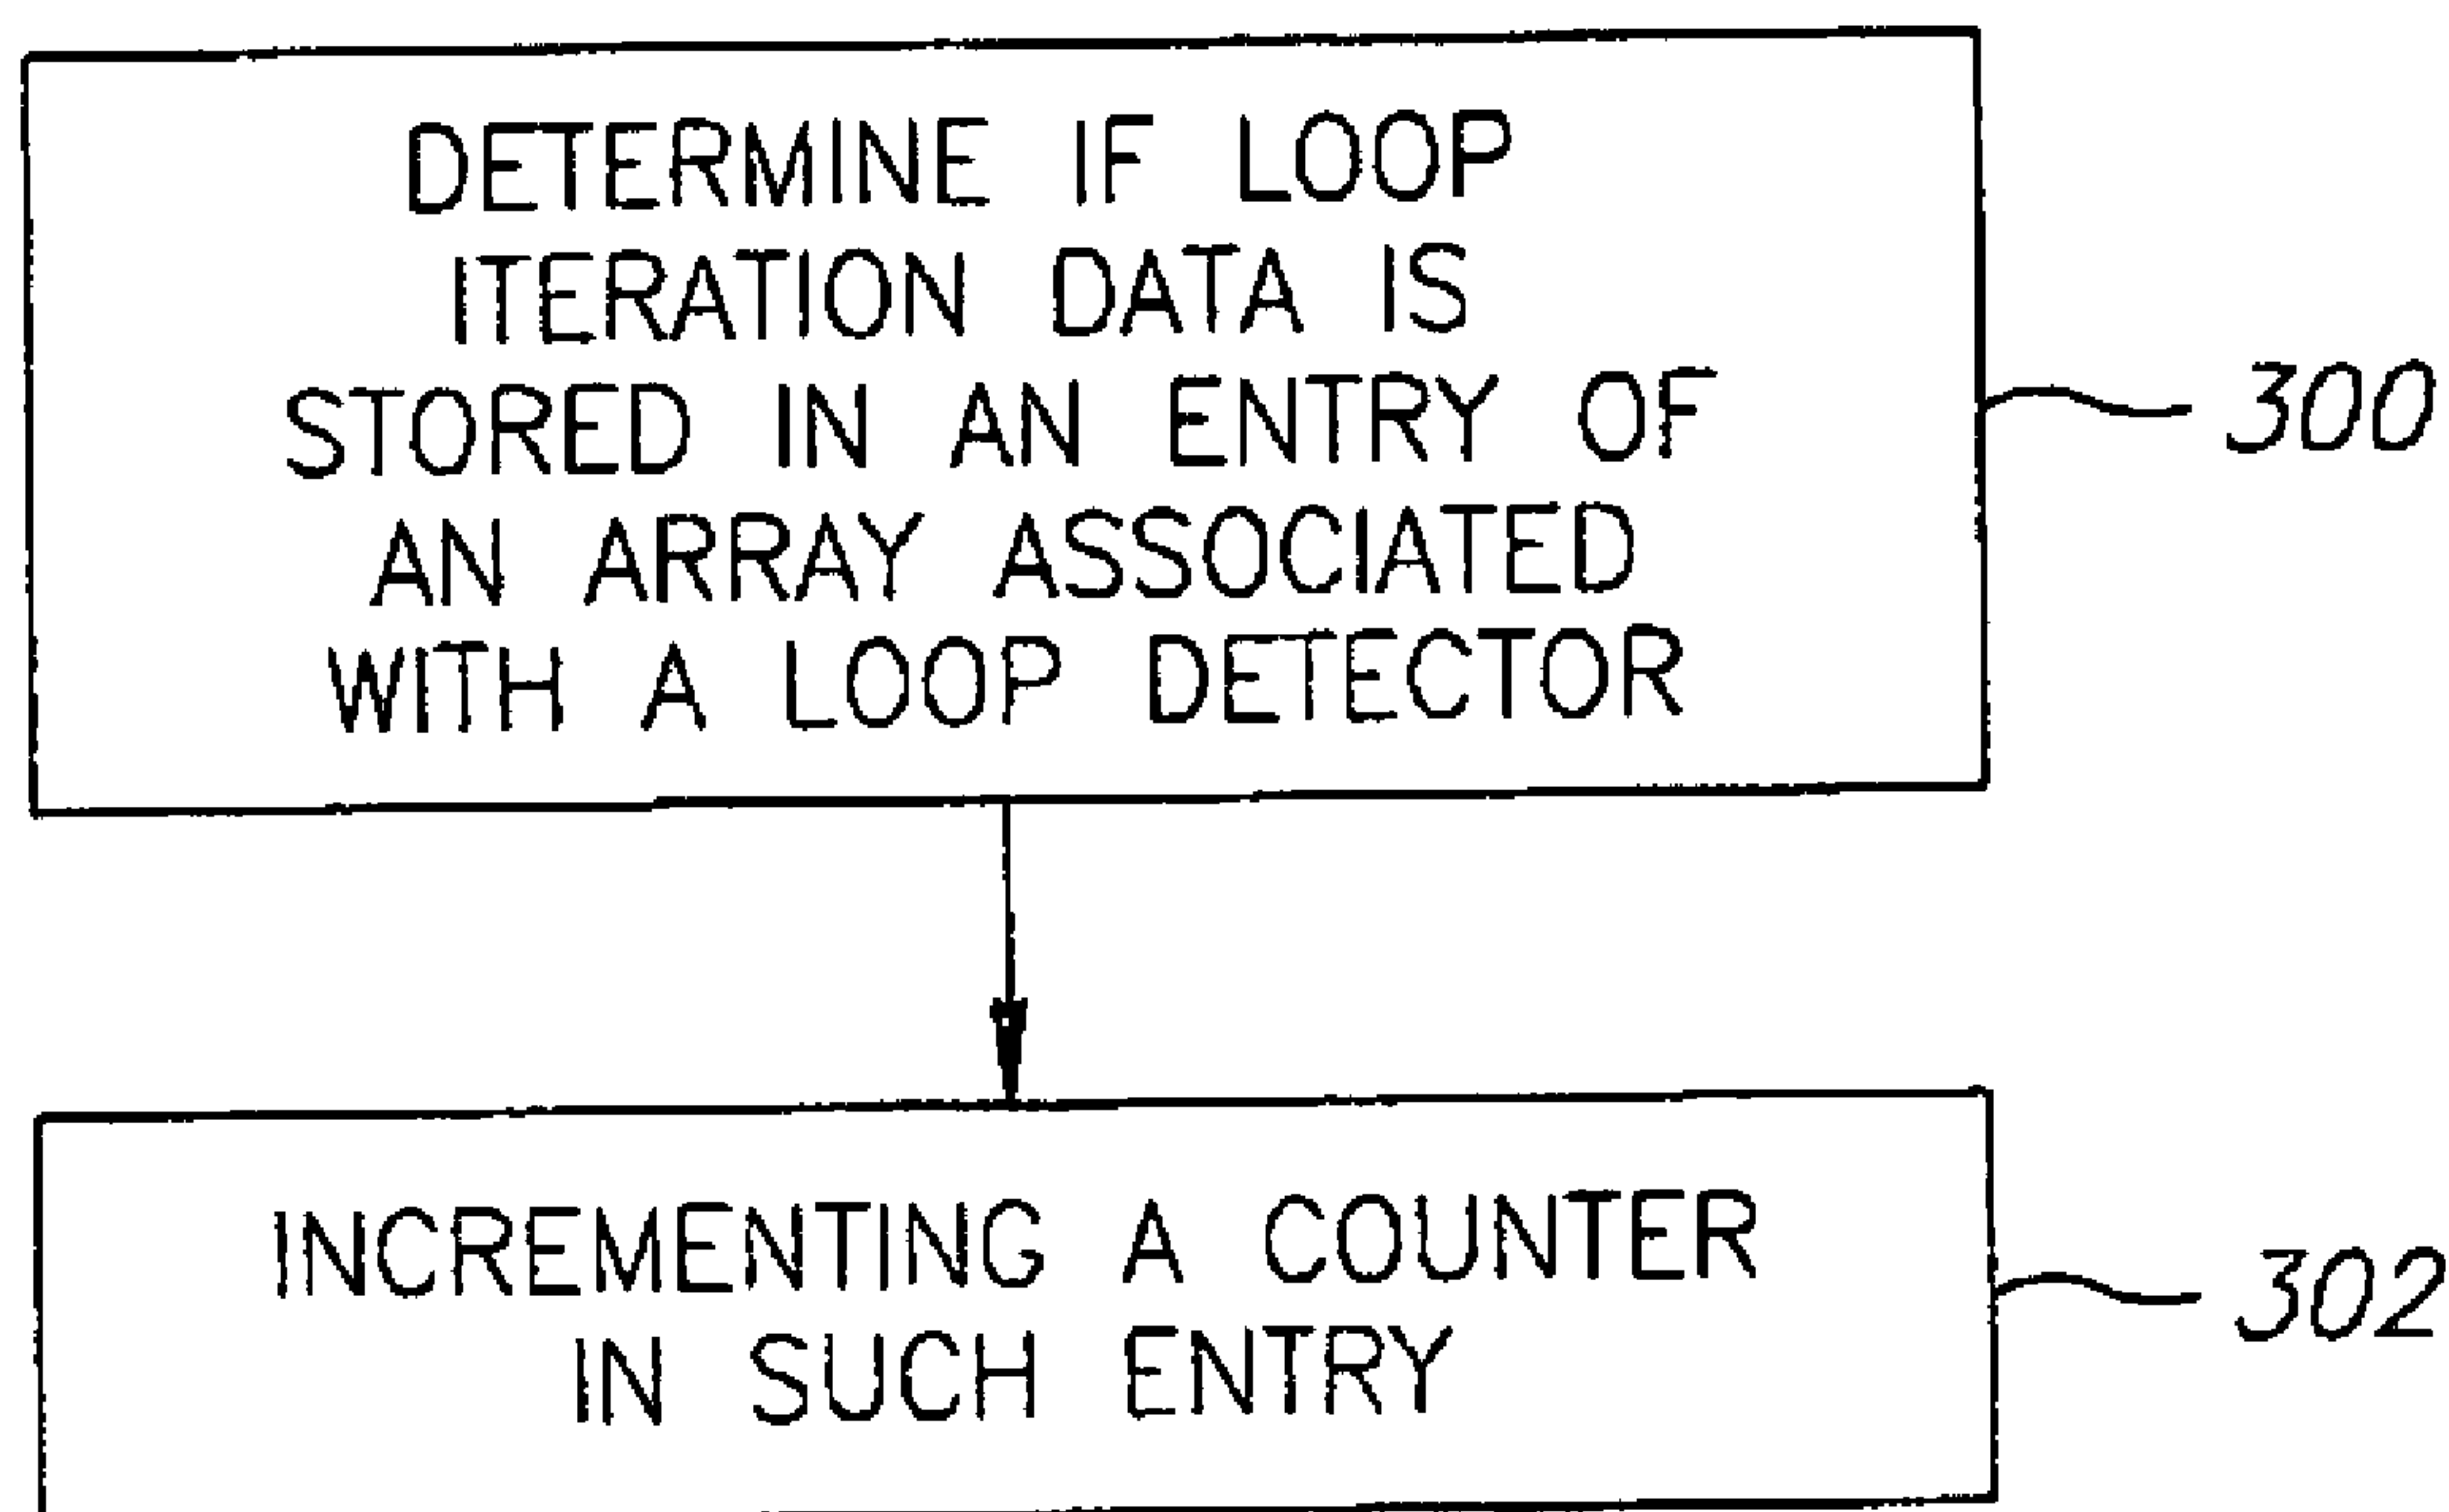 DETERMINE IF LOOP
ITERATION DATA IS
STORED IN AN ENTRY OF
AN ARRAY ASSOCIATED
WITH A LOOP DETECTOR
300
INCREMENTING A COUNTER
IN SUCH ENTRY
302